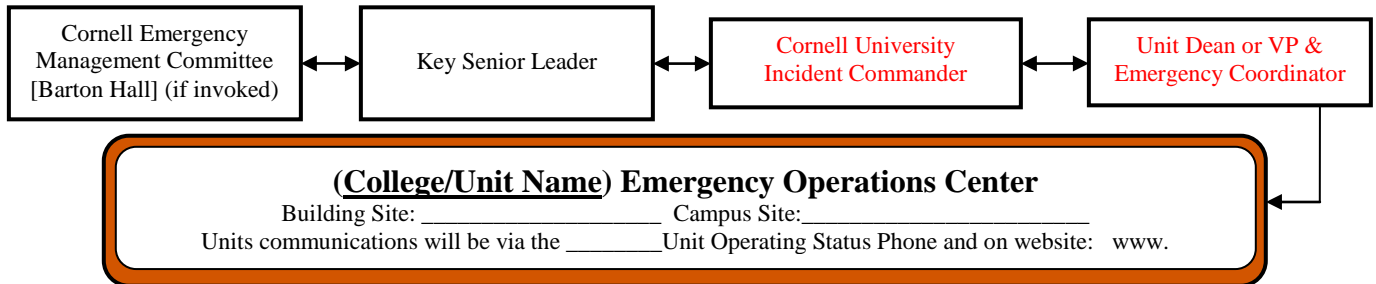 Cornell Emergency
Management Committee
[Barton Hall] (if invoked)
Key Senior Leader
Cornell University
Incident Commander
Unit Dean or VP &
Emergency Coordinator
(College/Unit Name) Emergency Operations Center
Building Site: ____________________ Campus Site:________________________
Units communications will be via the ________Unit Operating Status Phone and on website: www.